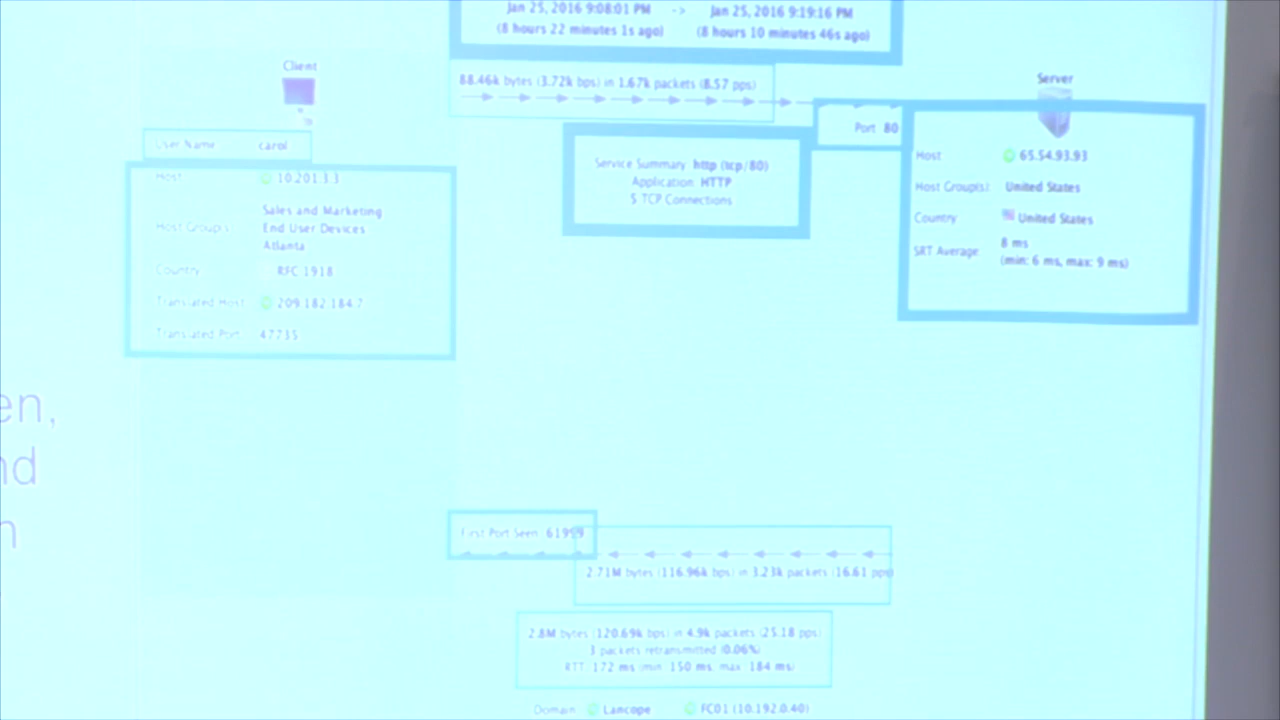 Jan 25, 2016 9:08:01 PM -> Jan 25, 2016 9:19:16 PM
(8 hours 22 minutes 1s ago) (8 hours 10 minutes 46s ago)
Client
88.46k bytes (3.72k bps) in 1.67k packets (8.57 pps)
Server
Port 80
User Name carol
Host 10.201.3.3
Host Group(s) Sales and Marketing
End User Devices
Atlanta
Country RFC 1918
Translated Host 209.182.184.2
Translated Port 47735
Service Summary http (tcp/80)
Application HTTP
5 TCP Connections
Host 65.54.93.93
Host Group(s) United States
Country United States
SRT Average 8 ms
(min: 6 ms, max: 9 ms)
en,
nd
n
First Port Seen 61999
2.71M bytes (116.96k bps) in 3.23k packets (16.61 pps)
2.8M bytes (120.69k bps) in 4.9k packets (25.18 pps)
3 packets retransmitted (0.06%)
RTT: 172 ms (min: 150 ms, max: 184 ms)
Domain: Lancope FC01 (10.192.0.40)